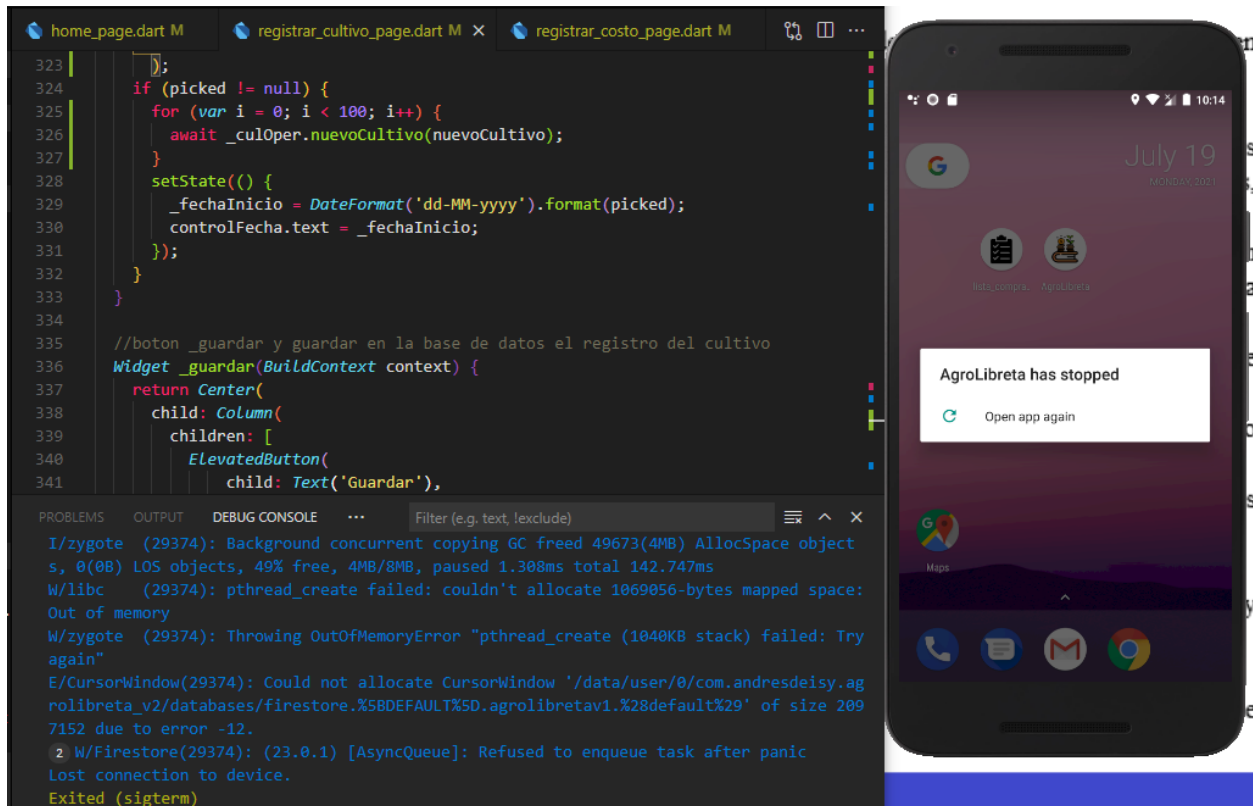 home_page.dart M
registrar_cultivo_page.dart M
registrar_costo_page.dart M
323 );
324 if (picked != null) {
325 for (var i = 0; i < 100; i++) {
326 await _culOper.nuevoCultivo(nuevoCultivo);
327 }
328 setState(() {
329 _fechaInicio = DateFormat('dd-MM-yyyy').format(picked);
330 controlFecha.text = _fechaInicio;
331 });
332 }
333 }
334
335 //boton _guardar y guardar en la base de datos el registro del cultivo
336 Widget _guardar(BuildContext context) {
337 return Center(
338 child: Column(
339 children: [
340 ElevatedButton(
341 child: Text('Guardar'),
PROBLEMS OUTPUT DEBUG CONSOLE ··· Filter (e.g. text, !exclude)
I/zygote (29374): Background concurrent copying GC freed 49673(4MB) AllocSpace object
s, 0(0B) LOS objects, 49% free, 4MB/8MB, paused 1.308ms total 142.747ms
W/libc (29374): pthread_create failed: couldn't allocate 1069056-bytes mapped space:
Out of memory
W/zygote (29374): Throwing OutOfMemoryError "pthread_create (1040KB stack) failed: Try
again"
E/CursorWindow(29374): Could not allocate CursorWindow '/data/user/0/com.andresdeisy.ag
rolibreta_v2/databases/firestore.%5BDEFAULT%5D.agrolibretav1.%28default%29' of size 209
7152 due to error -12.
2 W/Firestore(29374): (23.0.1) [AsyncQueue]: Refused to enqueue task after panic
Lost connection to device.
Exited (sigterm)
10:14
G
July 19
MONDAY, 2021
lists_compra..
AgroLibreta
AgroLibreta has stopped
Open app again
Maps